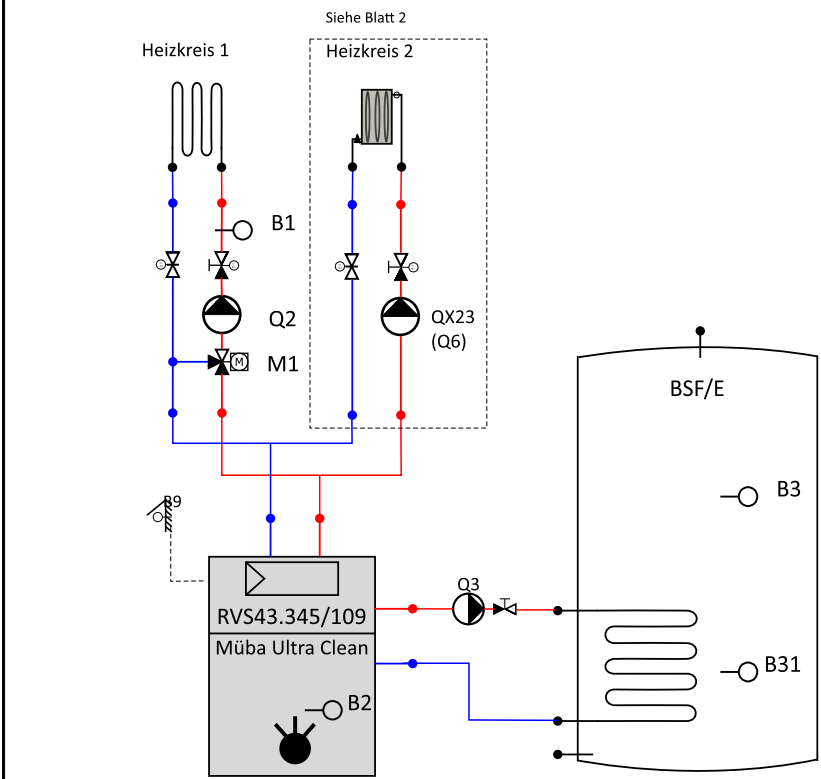 Siehe Blatt 2
Heizkreis 1
Heizkreis 2
B1
Q2
QX23
(Q6)
M
M1
BSF/E
B9
B3
Q3
RVS43.345/109
Müba Ultra Clean
B31
B2